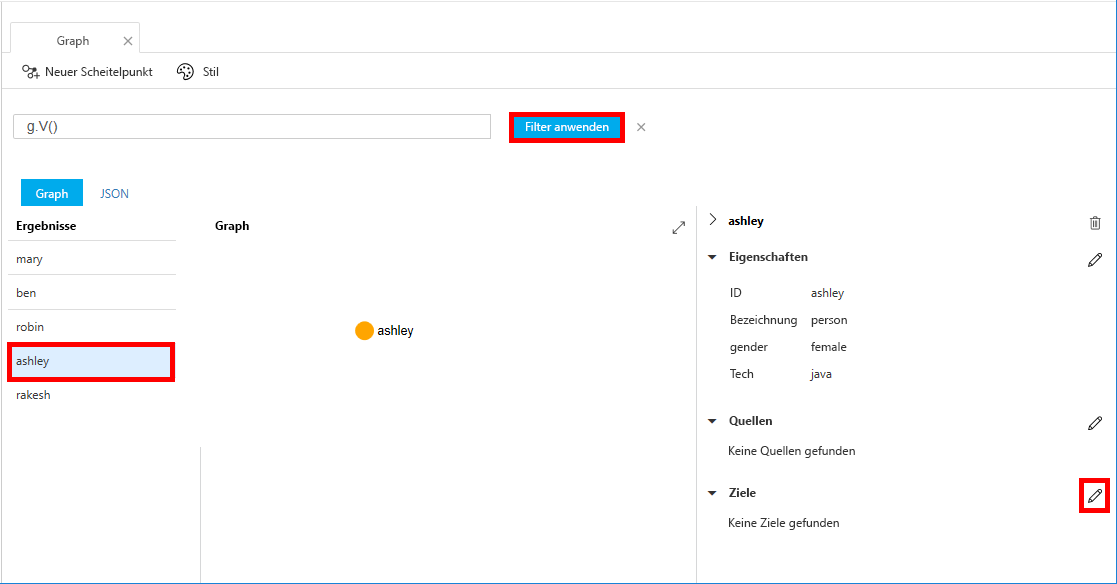 Graph
Neuer Scheitelpunkt Stil
g.V()
Filter anwenden
Graph JSON
Ergebnisse
mary
ben
robin
ashley
rakesh
Graph
ashley
ashley
Eigenschaften
ID ashley
Bezeichnung person
gender female
Tech java
Quellen
Keine Quellen gefunden
Ziele
Keine Ziele gefunden